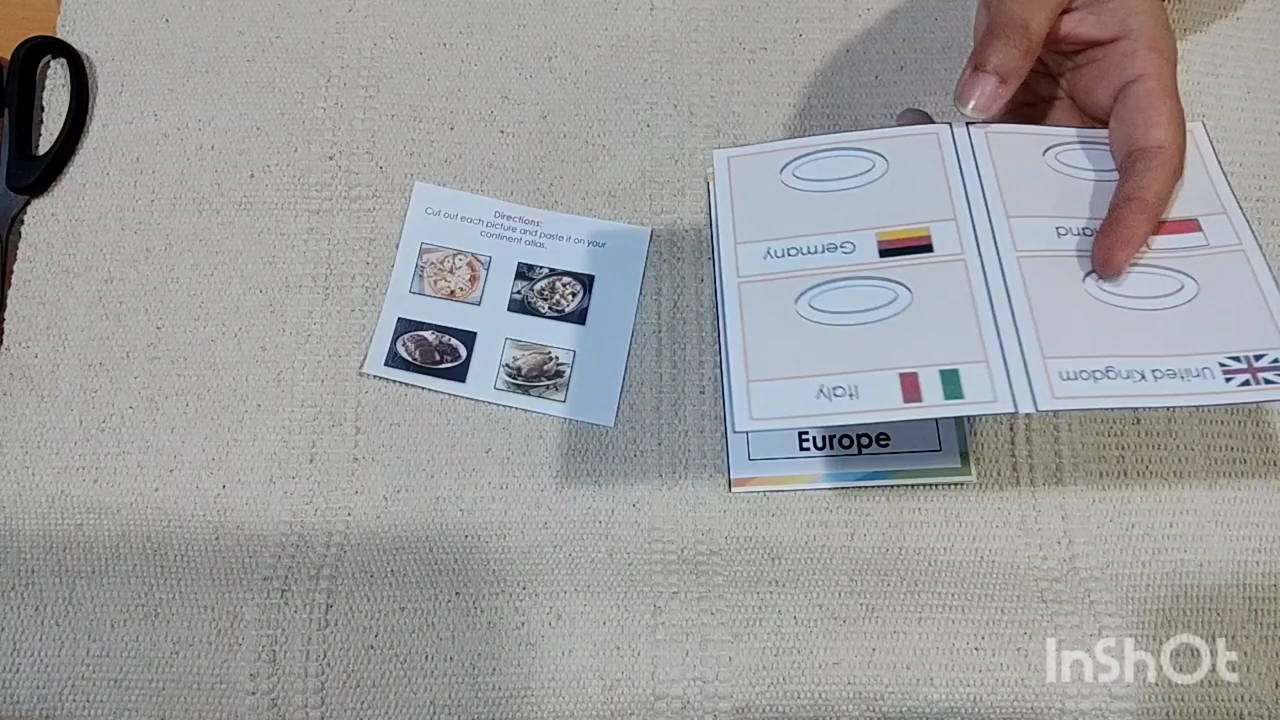 Directions:
Cut out each picture and paste it on your
continent atlas.
Germany
Italy
United Kingdom
Europe
InShOt